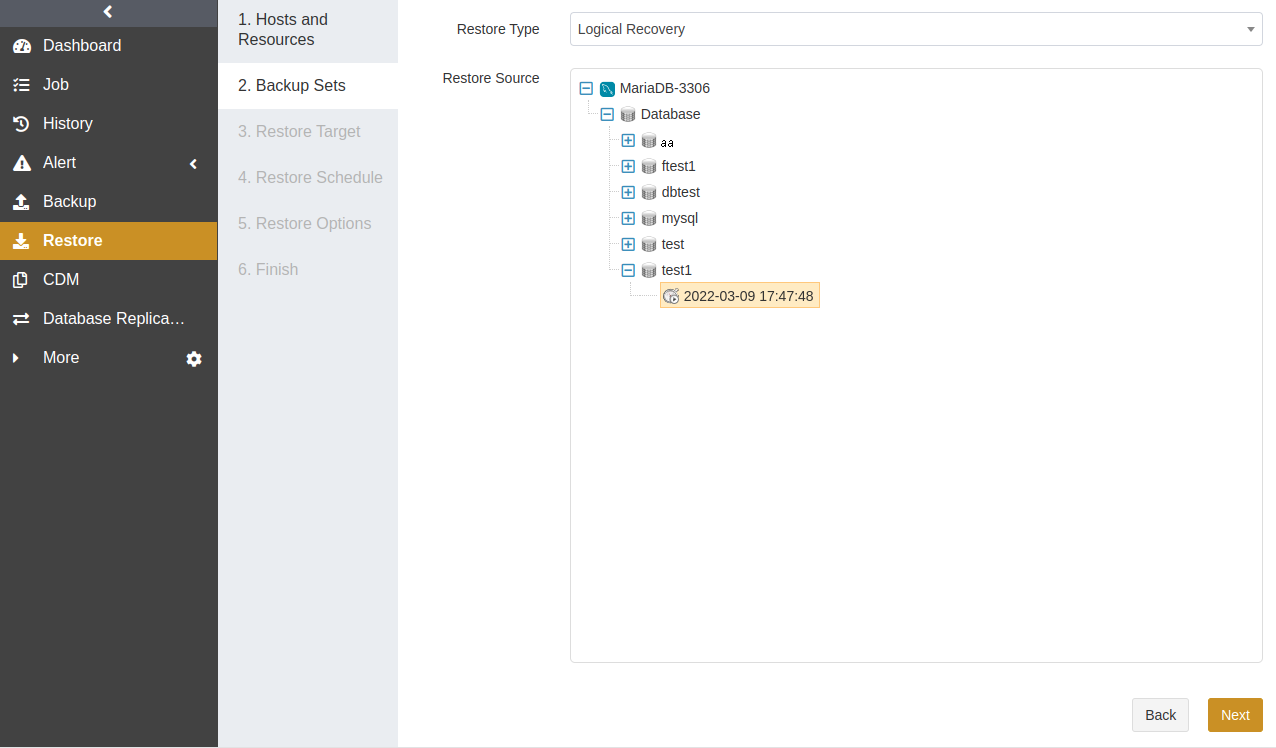 Dashboard
Job
History
Alert
Backup
Restore
CDM
Database Replica…
More
1. Hosts and
Resources
2. Backup Sets
3. Restore Target
4. Restore Schedule
5. Restore Options
6. Finish
Restore Type
Logical Recovery
Restore Source
MariaDB-3306
Database
aa
ftest1
dbtest
mysql
test
test1
2022-03-09 17:47:48
Back
Next